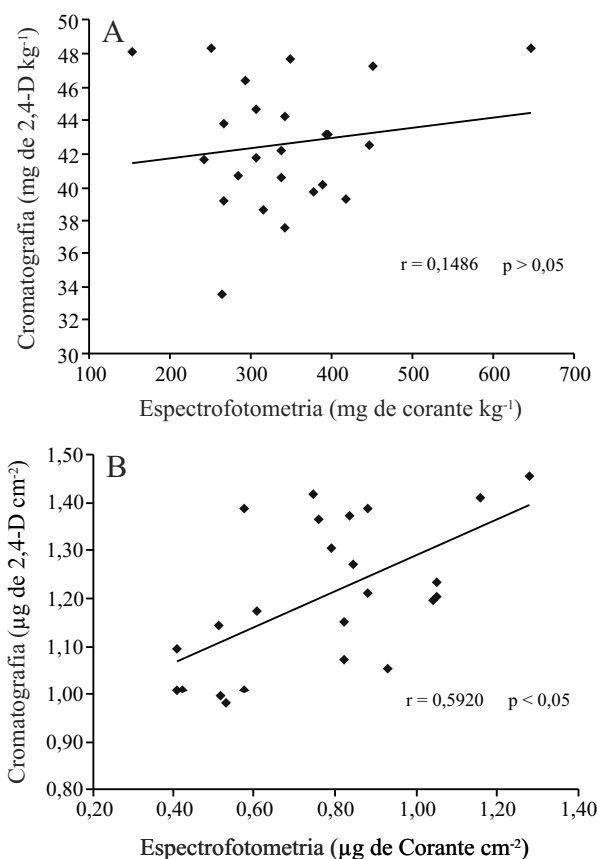 A
50
48
46
44
42
40
38
36
34
32
30
Cromatografia (mg de 2,4-D kg⁻¹)
r = 0,1486 p > 0,05
100 200 300 400 500 600 700
Espectrofotometria (mg de corante kg⁻¹)
B
1,50
1,40
1,30
1,20
1,10
1,00
0,90
0,80
Cromatografia (µg de 2,4-D cm⁻²)
r = 0,5920 p < 0,05
0,20 0,40 0,60 0,80 1,00 1,20 1,40
Espectrofotometria (µg de Corante cm⁻²)